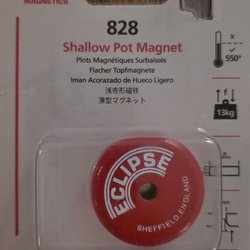 MAGNETICS
828
Shallow Pot Magnet
Plots Magnétiques Surbaissés
Flacher Topfmagnete
Iman Acorazado de Hueco Ligero
浅壳形磁铁
薄型マグネット
X
550°
f
13kg
ECLIPSE
SHEFFIELD ENGLAND